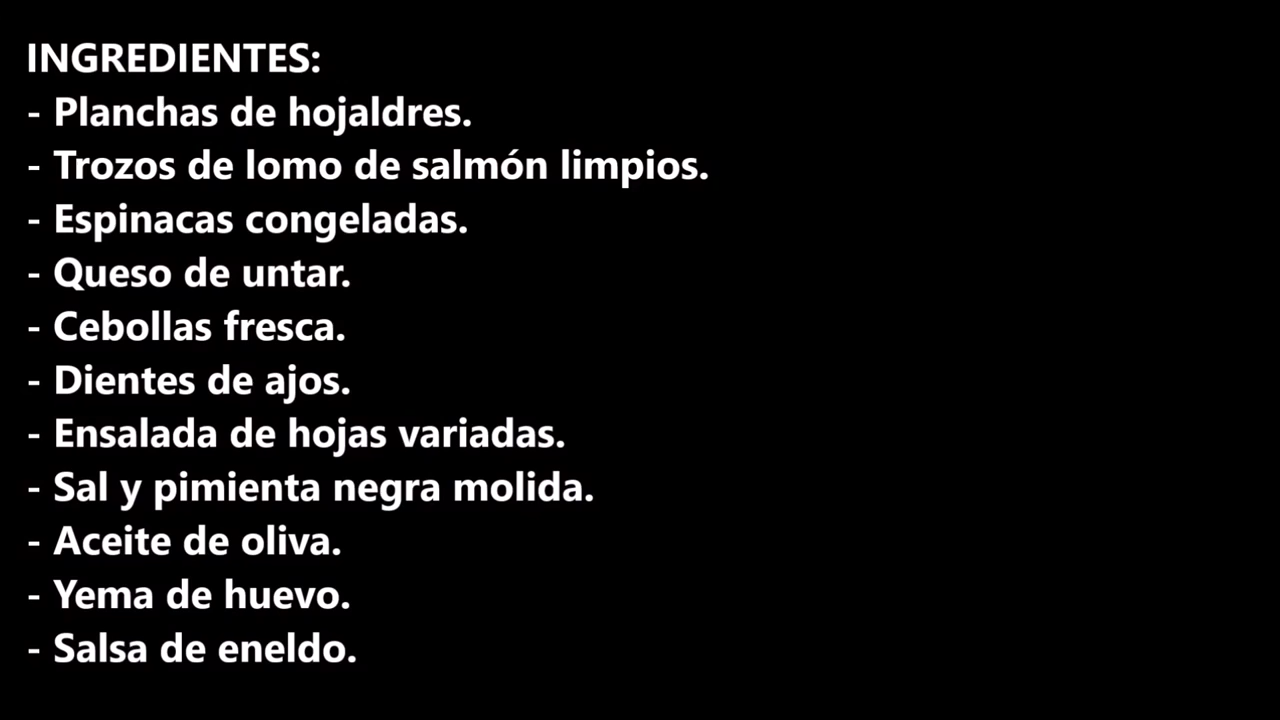 INGREDIENTES:
- Planchas de hojaldres.
- Trozos de lomo de salmón limpios.
- Espinacas congeladas.
- Queso de untar.
- Cebollas fresca.
- Dientes de ajos.
- Ensalada de hojas variadas.
- Sal y pimienta negra molida.
- Aceite de oliva.
- Yema de huevo.
- Salsa de eneldo.